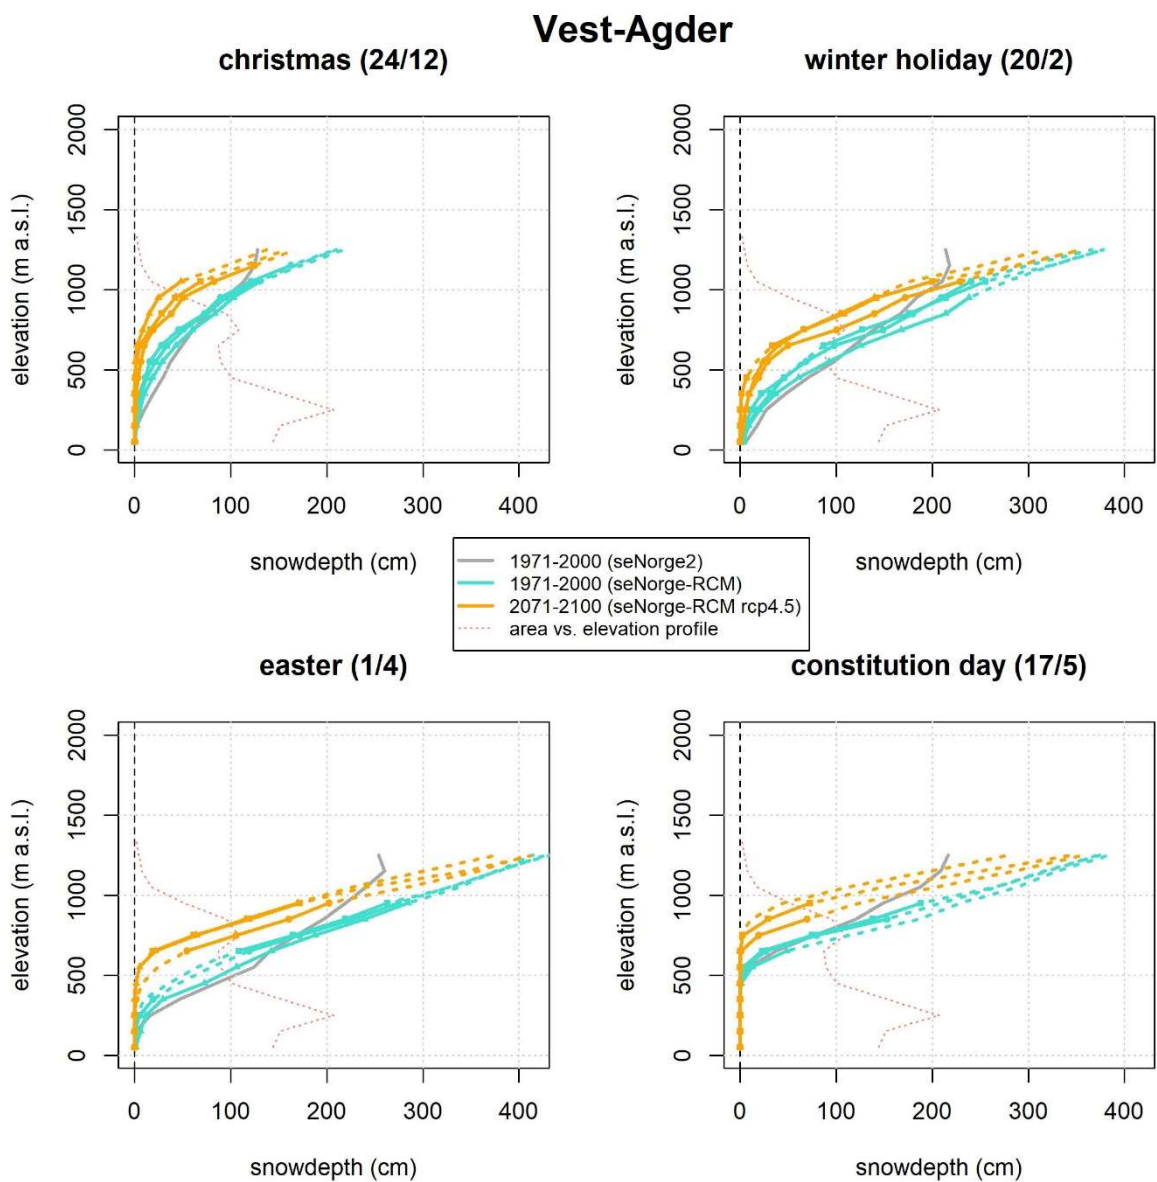 Vest-Agder
christmas (24/12)
winter holiday (20/2)
elevation (m a.s.l.)
2000
1500
1000
500
0
0 100 200 300 400
snowdepth (cm)
elevation (m a.s.l.)
2000
1500
1000
500
0
0 100 200 300 400
snowdepth (cm)
1971-2000 (seNorge2)
1971-2000 (seNorge-RCM)
2071-2100 (seNorge-RCM rcp4.5)
area vs. elevation profile
easter (1/4)
constitution day (17/5)
elevation (m a.s.l.)
2000
1500
1000
500
0
0 100 200 300 400
snowdepth (cm)
elevation (m a.s.l.)
2000
1500
1000
500
0
0 100 200 300 400
snowdepth (cm)